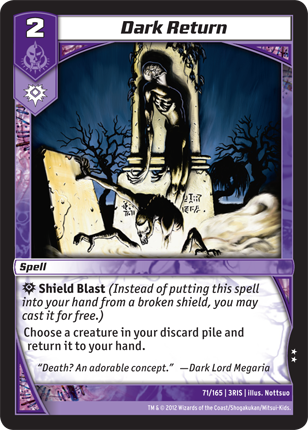 2
Dark Return
Spell
Shield Blast (Instead of putting this spell
into your hand from a broken shield, you may
cast it for free.)
Choose a creature in your discard pile and
return it to your hand.
"Death? An adorable concept." —Dark Lord Megaria
71/165 | 3RIS | illus. Nottsuo
TM & © 2012 Wizards of the Coast/Shogakukan/Mitsui-Kids.